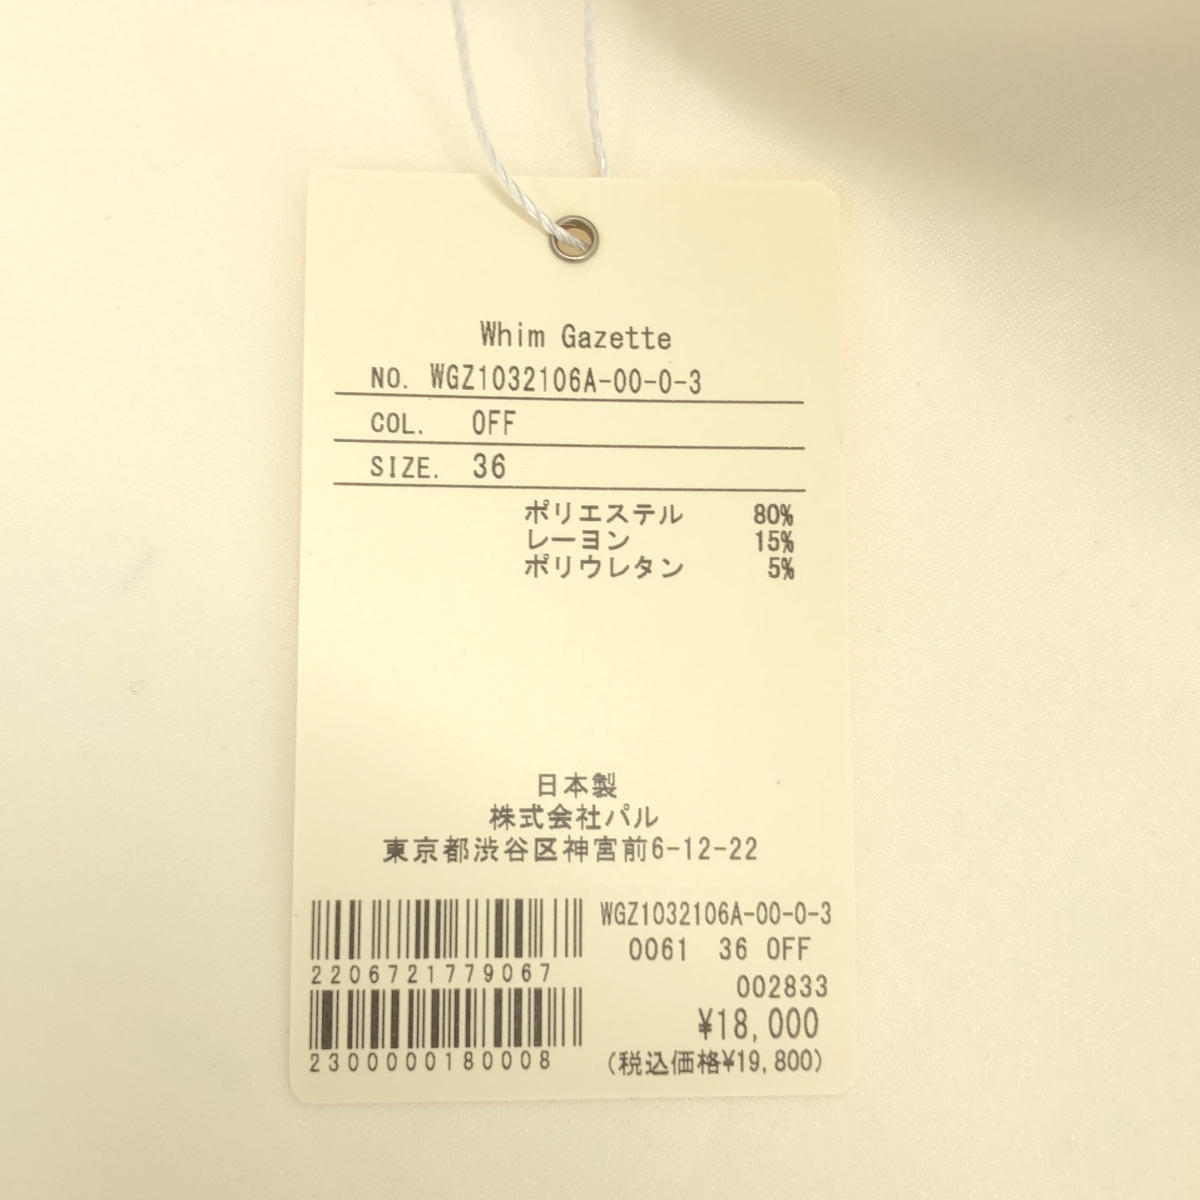 Whim Gazette
NO. WGZ1032106A-00-0-3
COL. OFF
SIZE. 36
ポリエステル 80%
レーヨン 15%
ポリウレタン 5%
日本製
株式会社パル
東京都渋谷区神宮前6-12-22
2206721779067
2300000180008
WGZ1032106A-00-0-3
0061 36 OFF
002833
¥18,000
(税込価格¥19,800)